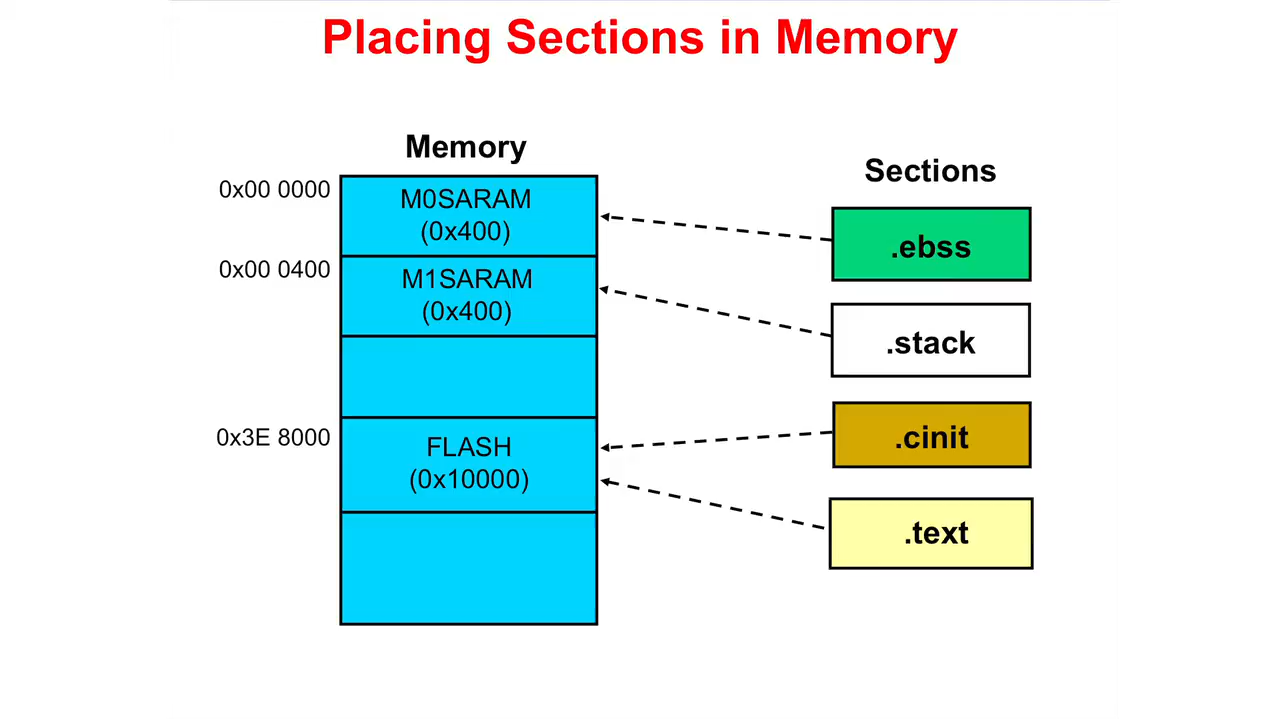 Placing Sections in Memory
Memory
0x00 0000
M0SARAM
(0x400)
0x00 0400
M1SARAM
(0x400)
0x3E 8000
FLASH
(0x10000)
Sections
.ebss
.stack
.cinit
.text